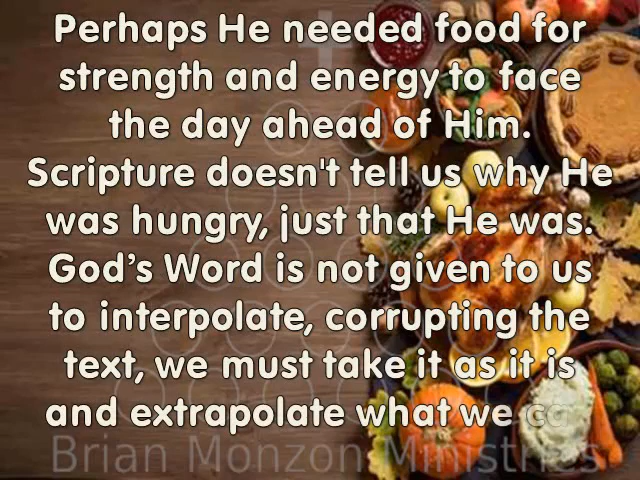 Perhaps He needed food for
strength and energy to face
the day ahead of Him.
Scripture doesn't tell us why He
was hungry, just that He was.
God’s Word is not given to us
to interpolate, corrupting the
text, we must take it as it is
and extrapolate what we ca
Brian Monzon Ministries